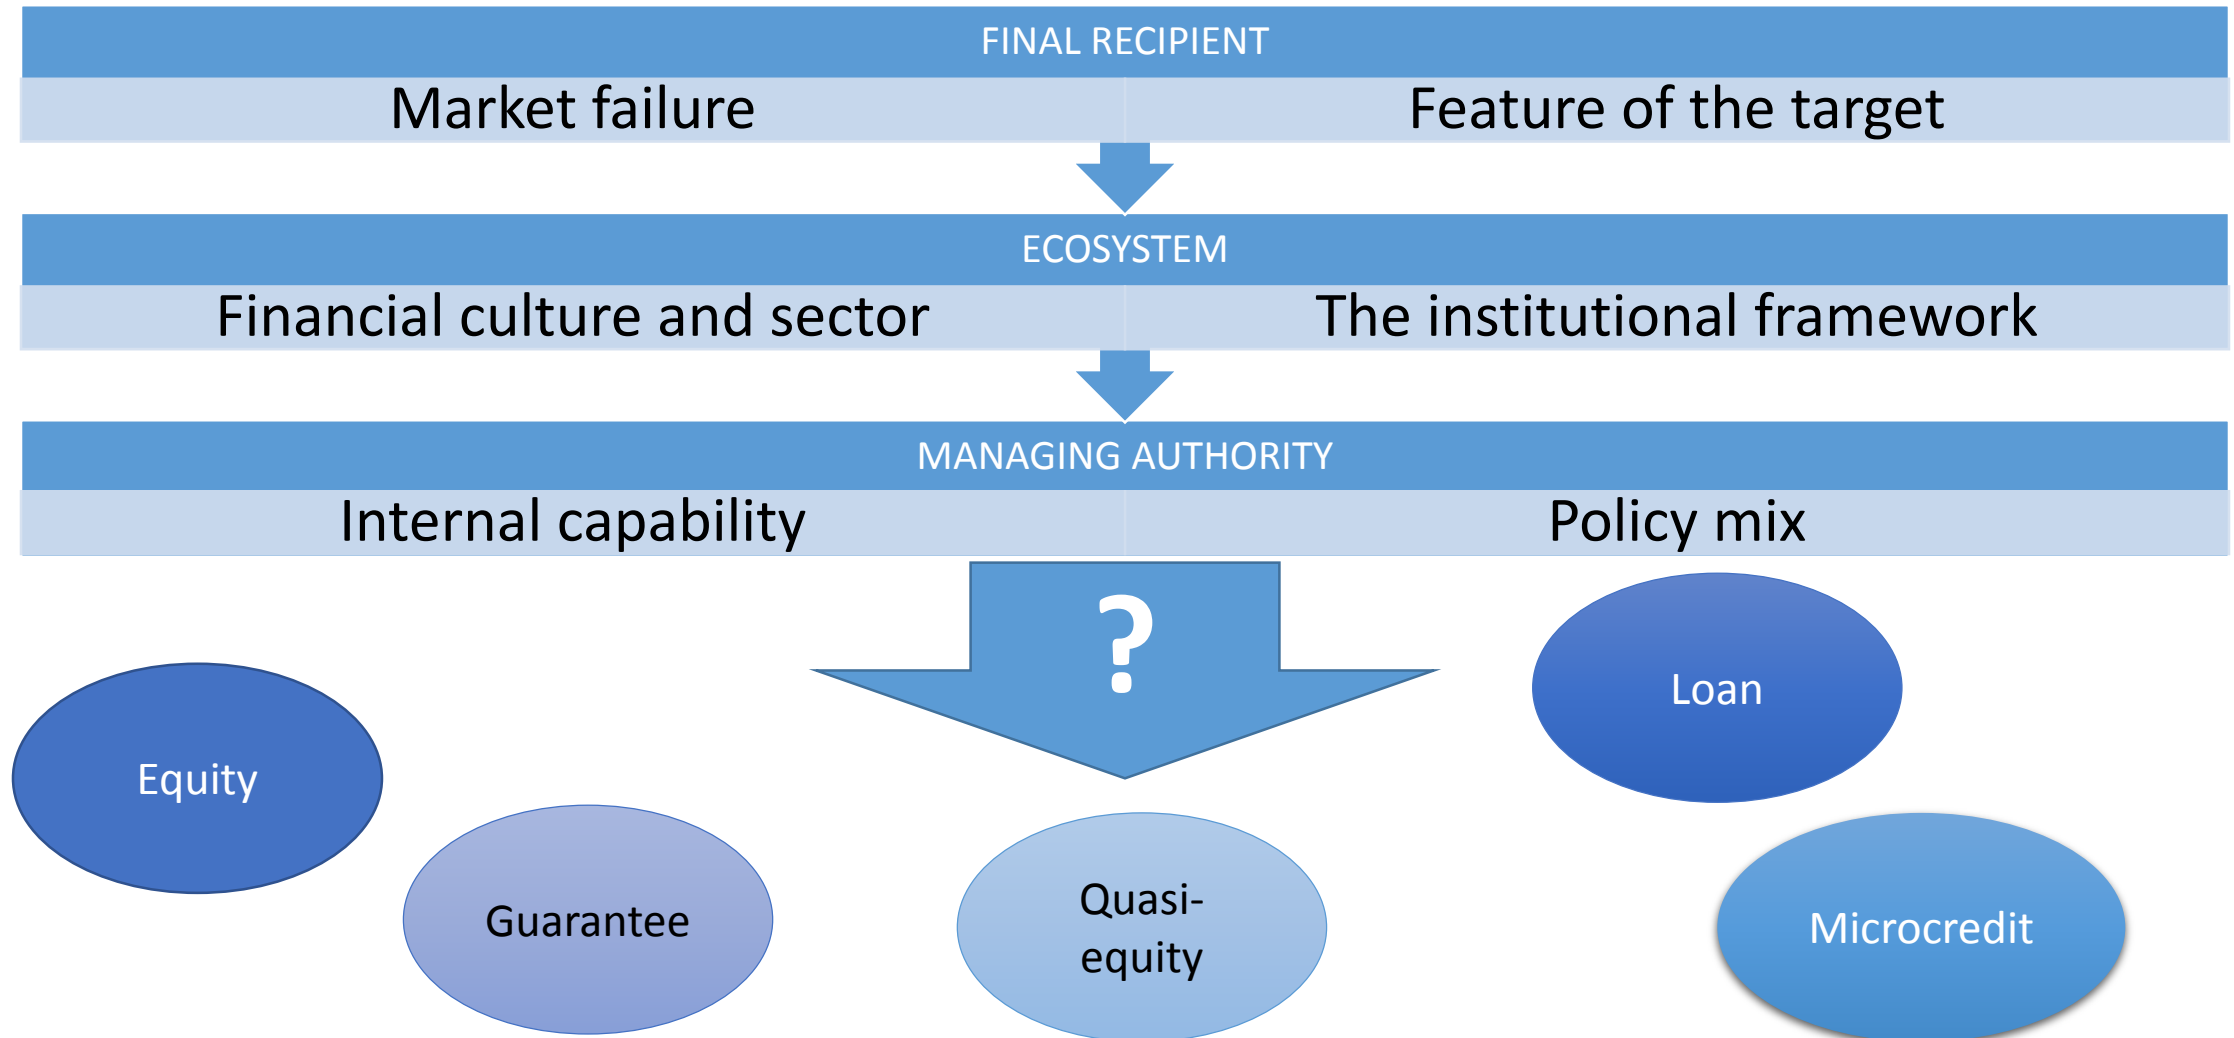 FINAL RECIPIENT
Market failure
Feature of the target
ECOSYSTEM
Financial culture and sector
The institutional framework
MANAGING AUTHORITY
Internal capability
Policy mix
?
Loan
Equity
Guarantee
Quasi-
equity
Microcredit